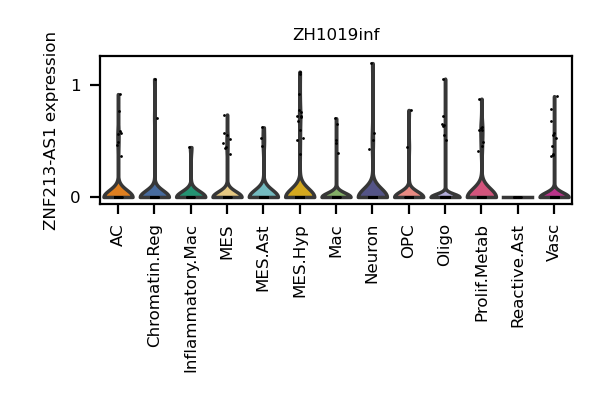 ZH1019inf
ZNF213-AS1 expression
1
0
AC
Chromatin.Reg
Inflammatory.Mac
MES
MES.Ast
MES.Hyp
Mac
Neuron
OPC
Oligo
Prolif.Metab
Reactive.Ast
Vasc